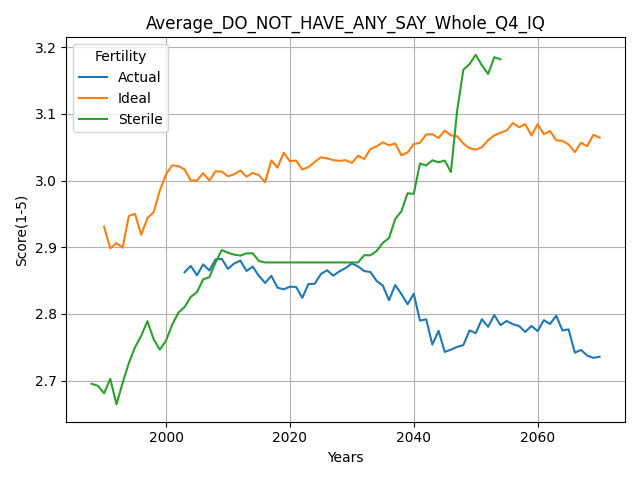 Average_DO_NOT_HAVE_ANY_SAY_Whole_Q4_IQ
Fertility
Actual
Ideal
Sterile
Score(1-5)
3.2
3.1
3.0
2.9
2.8
2.7
2000
2020
2040
2060
Years